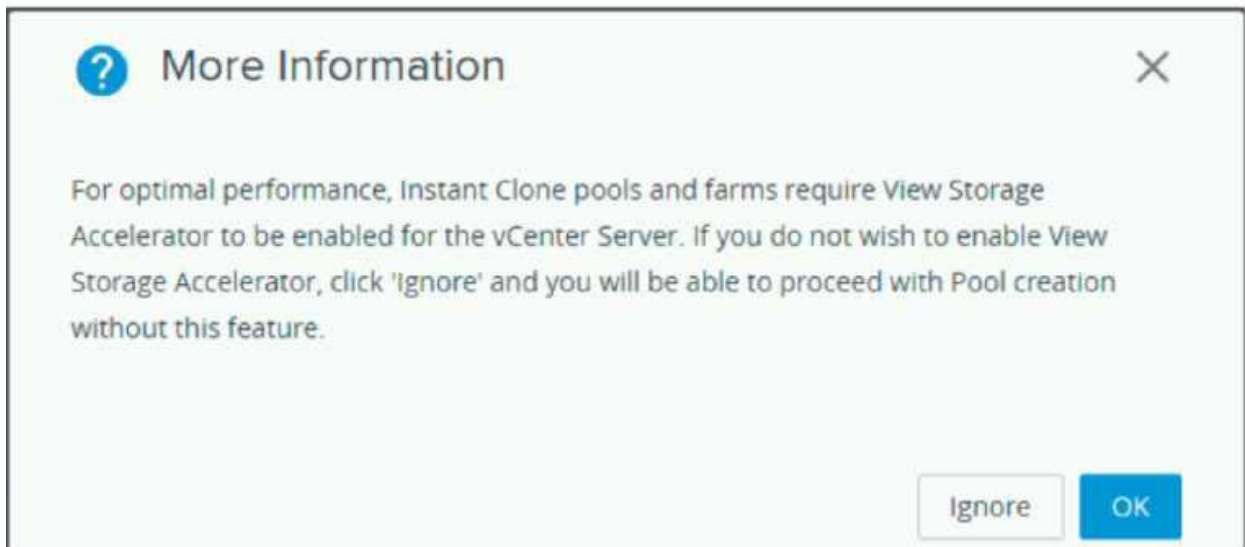 More Information
For optimal performance, Instant Clone pools and farms require View Storage
Accelerator to be enabled for the vCenter Server. If you do not wish to enable View
Storage Accelerator, click 'Ignore' and you will be able to proceed with Pool creation
without this feature.
Ignore
OK